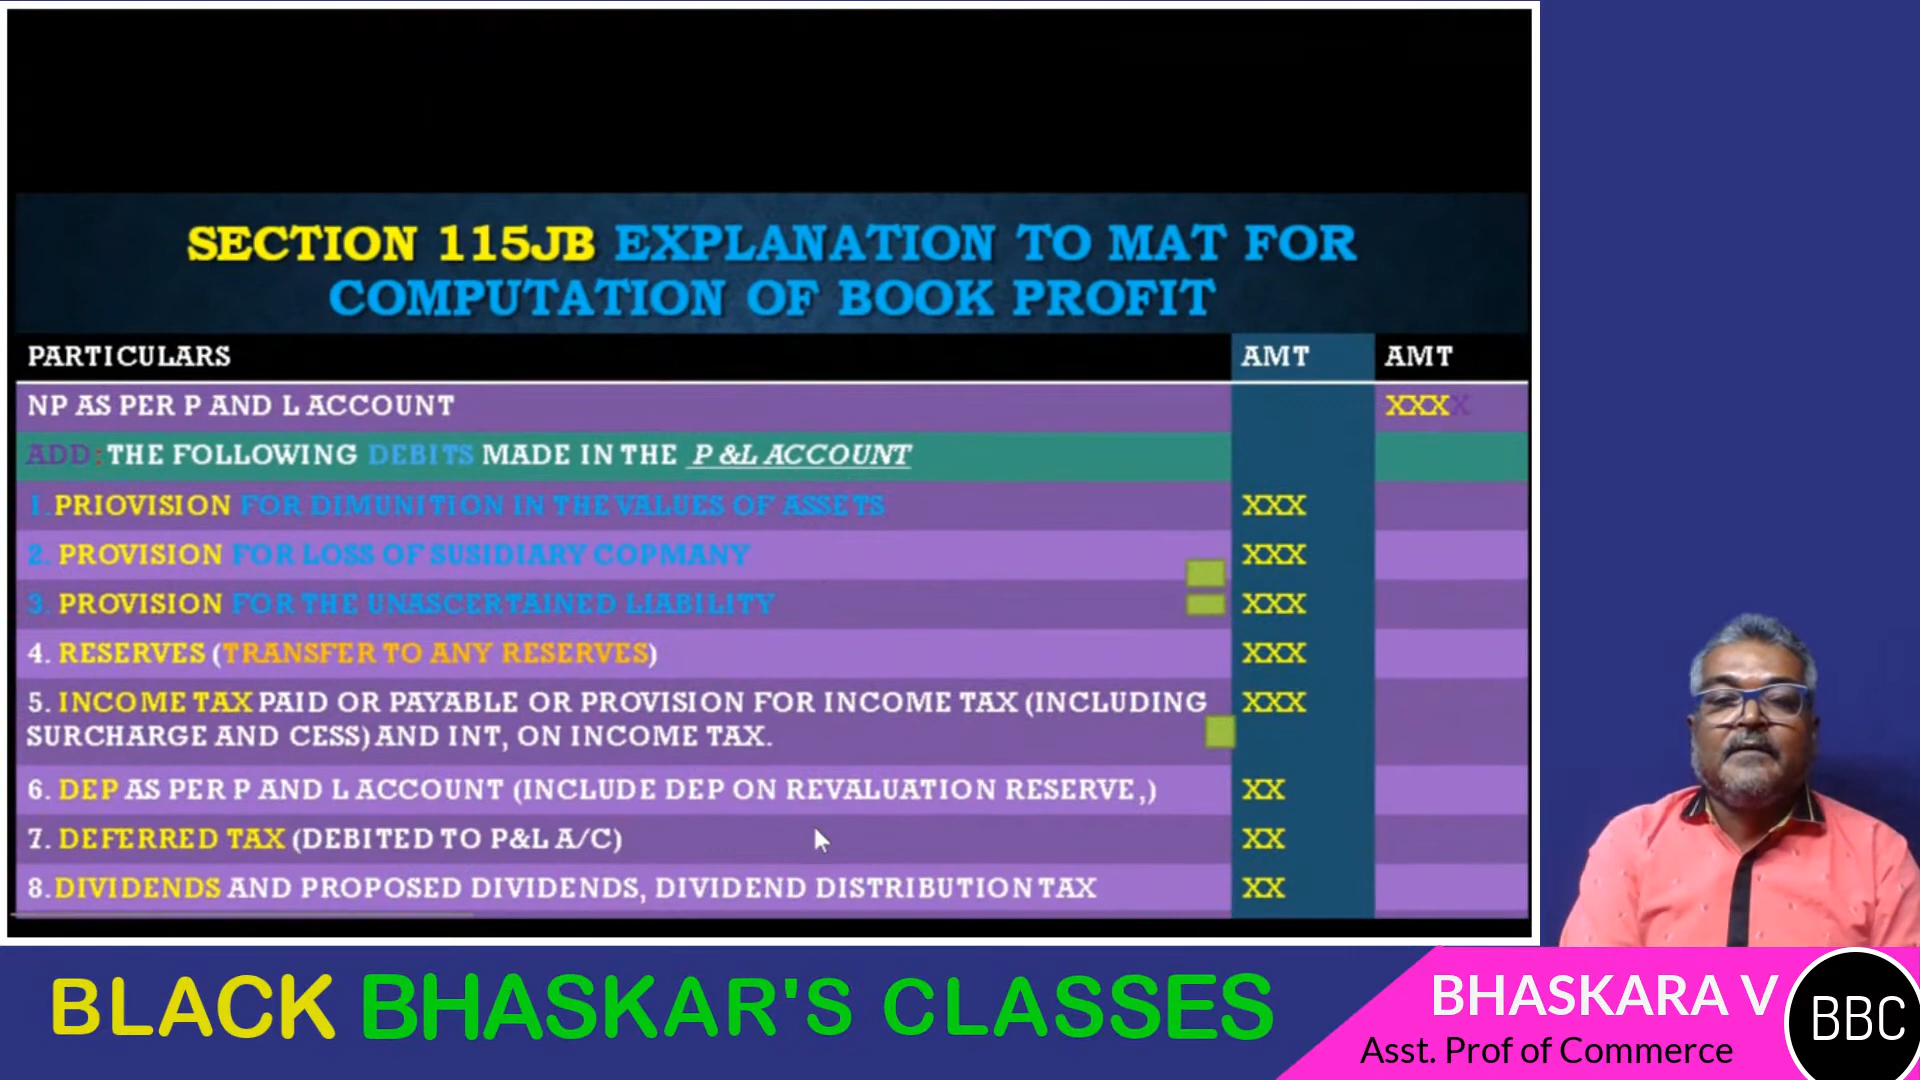 SECTION 115JB EXPLANATION TO MAT FOR
COMPUTATION OF BOOK PROFIT
PARTICULARS AMT AMT
NP AS PER P AND L ACCOUNT XXXX
ADD: THE FOLLOWING DEBITS MADE IN THE P &L ACCOUNT
1. PRIOVISION FOR DIMUNITION IN THE VALUES OF ASSETS XXX
2. PROVISION FOR LOSS OF SUSIDIARY COPMANY XXX
3. PROVISION FOR THE UNASCERTAINED LIABILITY XXX
4. RESERVES (TRANSFER TO ANY RESERVES) XXX
5. INCOME TAX PAID OR PAYABLE OR PROVISION FOR INCOME TAX (INCLUDING XXX
SURCHARGE AND CESS) AND INT, ON INCOME TAX.
6. DEP AS PER P AND L ACCOUNT (INCLUDE DEP ON REVALUATION RESERVE,) XX
7. DEFERRED TAX (DEBITED TO P&L A/C) XX
8. DIVIDENDS AND PROPOSED DIVIDENDS, DIVIDEND DISTRIBUTION TAX XX
BLACK BHASKAR'S CLASSES
BHASKARA V
Asst. Prof of Commerce
BBC